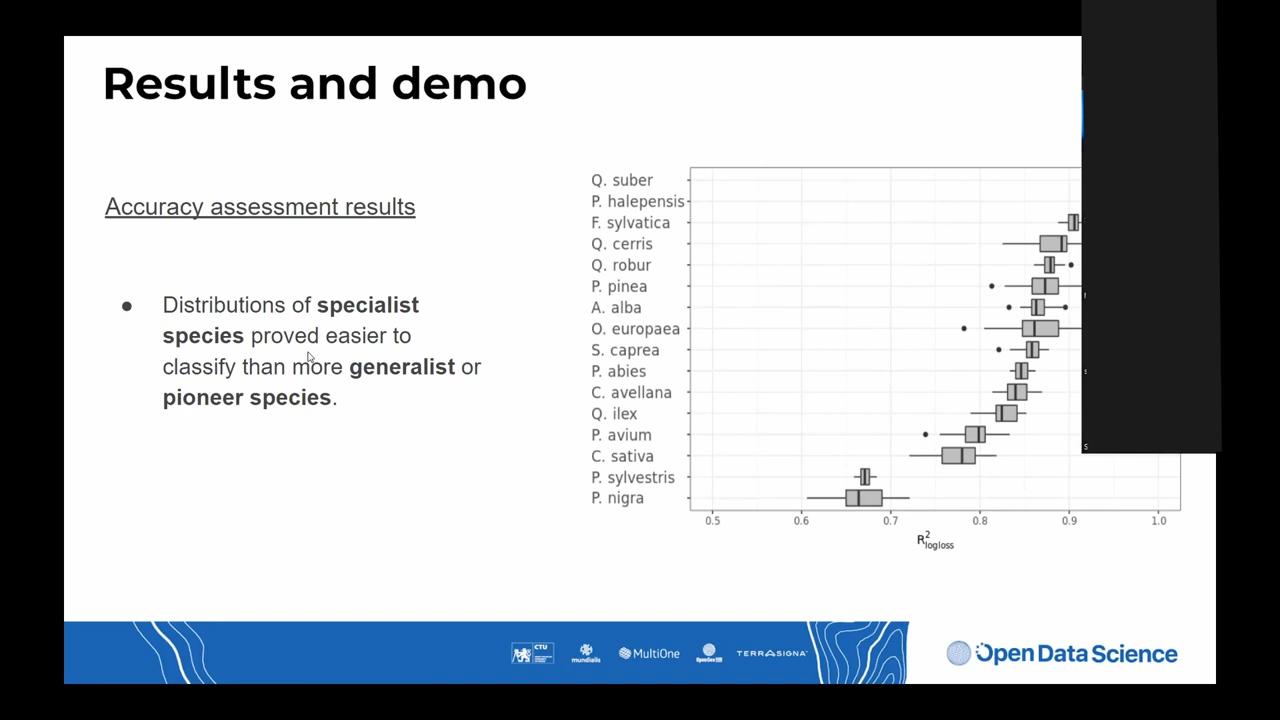 Results and demo
Accuracy assessment results
● Distributions of specialist
species proved easier to
classify than more generalist or
pioneer species.
Q. suber
P. halepensis
F. sylvatica
Q. cerris
Q. robur
P. pinea
A. alba
O. europaea
S. caprea
P. abies
C. avellana
Q. ilex
P. avium
C. sativa
P. sylvestris
P. nigra
0.5 0.6 0.7 0.8 0.9 1.0
R²logloss
CTU
mundialis
MultiOne
OpenGeoHub
TERRASIGNA
Open Data Science